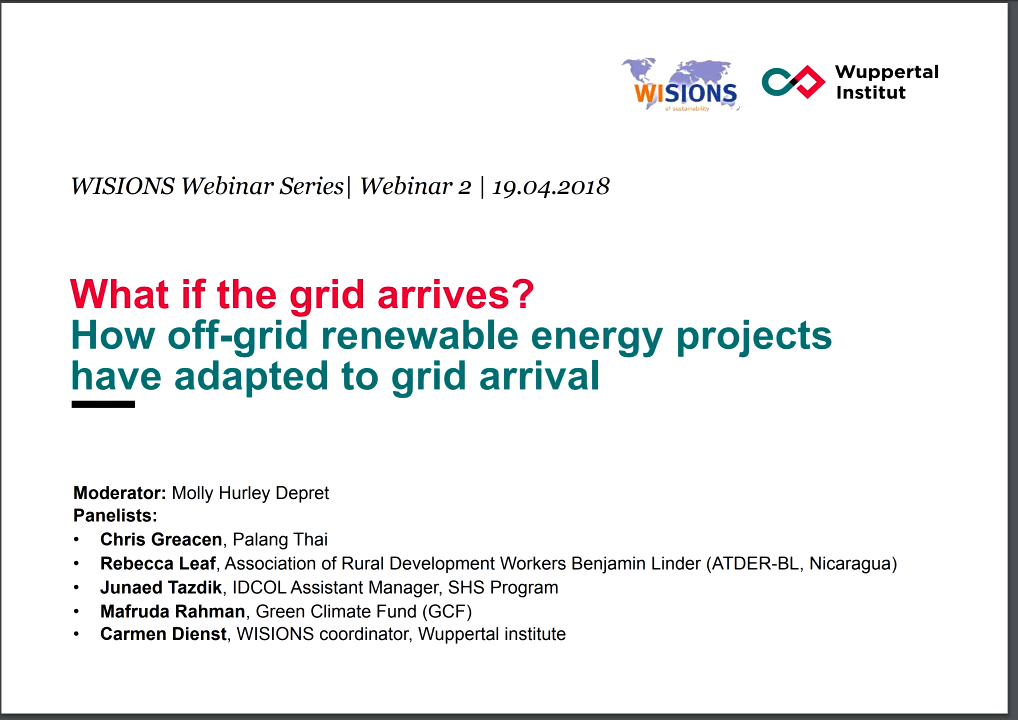 WISIONS
of sustainability
Wuppertal
Institut
WISIONS Webinar Series| Webinar 2 | 19.04.2018
What if the grid arrives?
How off-grid renewable energy projects
have adapted to grid arrival
Moderator: Molly Hurley Depret
Panelists:
• Chris Greacen, Palang Thai
• Rebecca Leaf, Association of Rural Development Workers Benjamin Linder (ATDER-BL, Nicaragua)
• Junaed Tazdik, IDCOL Assistant Manager, SHS Program
• Mafruda Rahman, Green Climate Fund (GCF)
• Carmen Dienst, WISIONS coordinator, Wuppertal institute